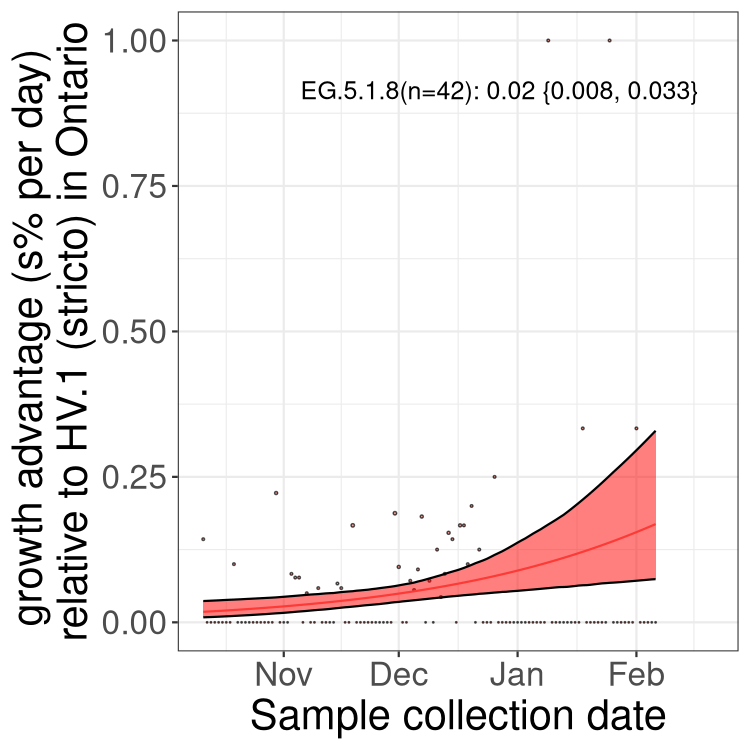 growth advantage (s% per day)
relative to HV.1 (stricto) in Ontario
1.00
0.75
0.50
0.25
0.00
EG.5.1.8(n=42): 0.02 {0.008, 0.033}
Nov Dec Jan Feb
Sample collection date